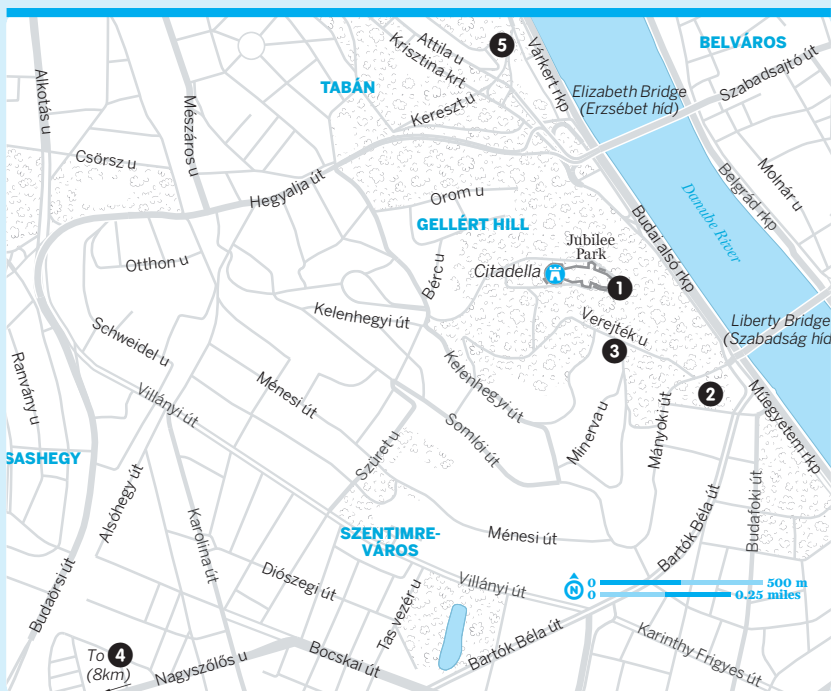 5
BELVÁROS
Attila u
Krisztina krt
Várkert rkp
Szabadsajtó út
Alkotás u
Mészáros u
TABÁN
Elizabeth Bridge
(Erzsébet híd)
Kereszt u
Csörsz u
Molnár u
Belgrád rkp
Hegyalja út
Orom u
Danube River
GELLÉRT HILL
Budai alsó rkp
Jubilee
Park
Otthon u
Citadella
Bérc u
1
Kelenhegyi út
Verejték u
Liberty Bridge
(Szabadság híd
Schweidel u
3
Ranvány u
Ménesi út
Kelenhegyi út
2
Villányi út
Műegyetem rkp
Somlói út
Minerva u
Mányoki út
SASHEGY
Szüret u
Alsóhegy út
Karolina út
Budafoki út
SZENTIMRE-
VÁROS
Ménesi út
Bartók Béla út
Diószegi út
Villányi út
N
0 500 m
0 0.25 miles
Budaörsi út
Tas vezér u
To 4
(8km)
Nagyszőlős u
Bocskai út
Bartók Béla út
Karinthy Frigyes út